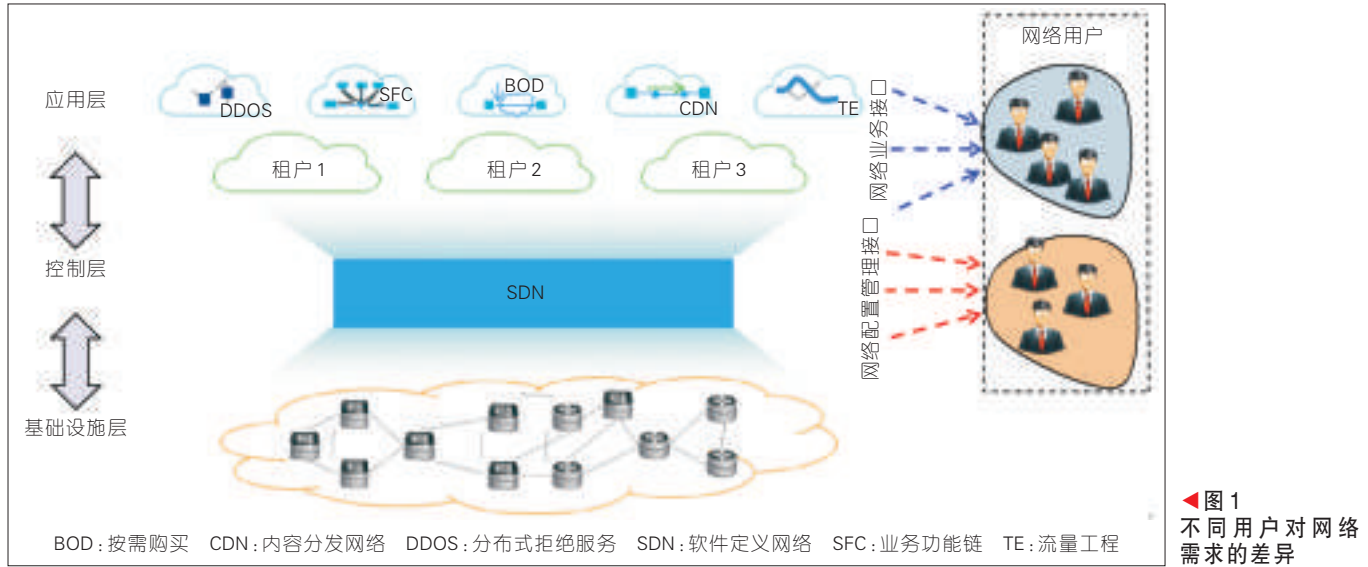 网络用户
应用层
DDOS
SFC
BOD
CDN
TE
网络业务接口
租户1
租户2
租户3
控制层
SDN
网络配置管理接口
基础设施层
BOD：按需购买 CDN：内容分发网络 DDOS：分布式拒绝服务 SDN：软件定义网络 SFC：业务功能链 TE：流量工程
◀图1
不同用户对网络
需求的差异